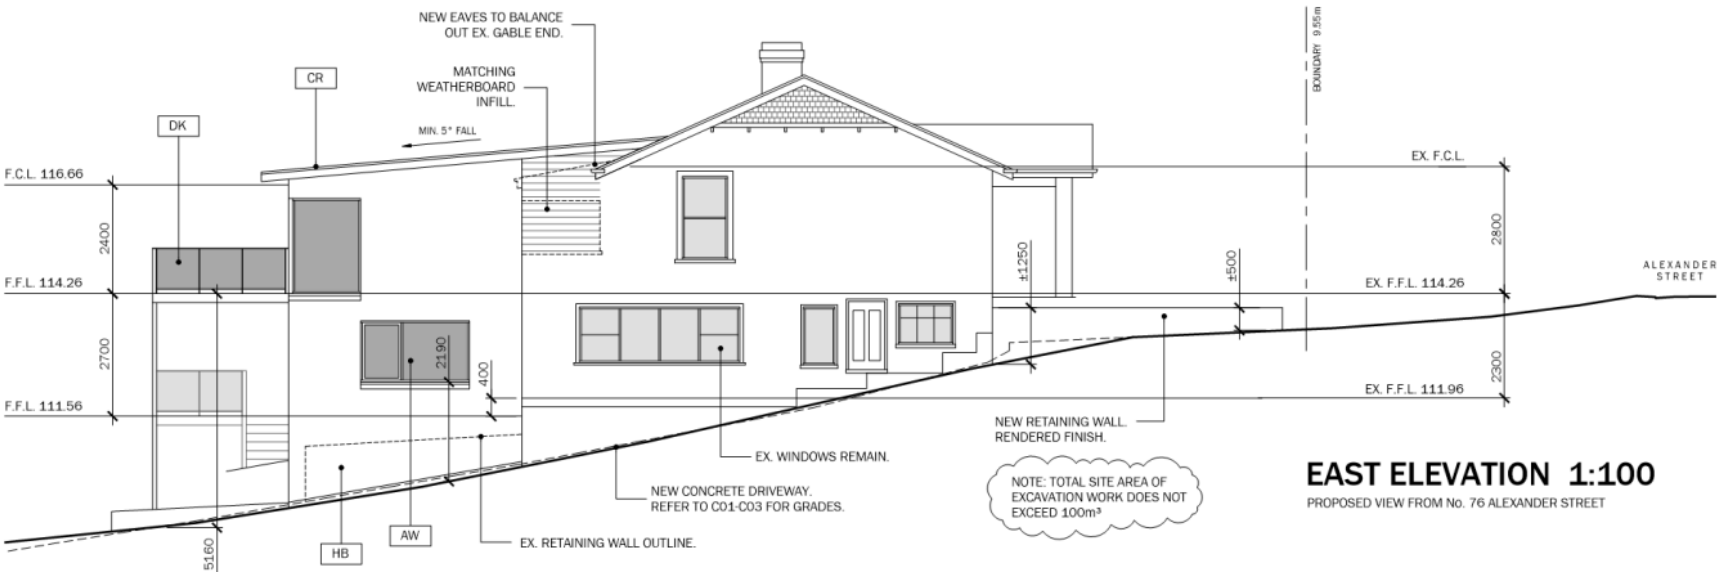 NEW EAVES TO BALANCE
OUT EX. GABLE END.
BOUNDARY 9.55m
CR
MATCHING
WEATHERBOARD
INFILL.
DK
MIN. 5° FALL
EX. F.C.L.
F.C.L. 116.66
2400
2800
±1250
±500
ALEXANDER
STREET
F.F.L. 114.26
EX. F.F.L. 114.26
2700
2190
400
2300
F.F.L. 111.56
EX. F.F.L. 111.96
NEW RETAINING WALL.
RENDERED FINISH.
EX. WINDOWS REMAIN.
NOTE: TOTAL SITE AREA OF
EXCAVATION WORK DOES NOT
EXCEED 100m³
EAST ELEVATION 1:100
PROPOSED VIEW FROM No. 76 ALEXANDER STREET
NEW CONCRETE DRIVEWAY.
REFER TO C01-C03 FOR GRADES.
AW
EX. RETAINING WALL OUTLINE.
HB
5160